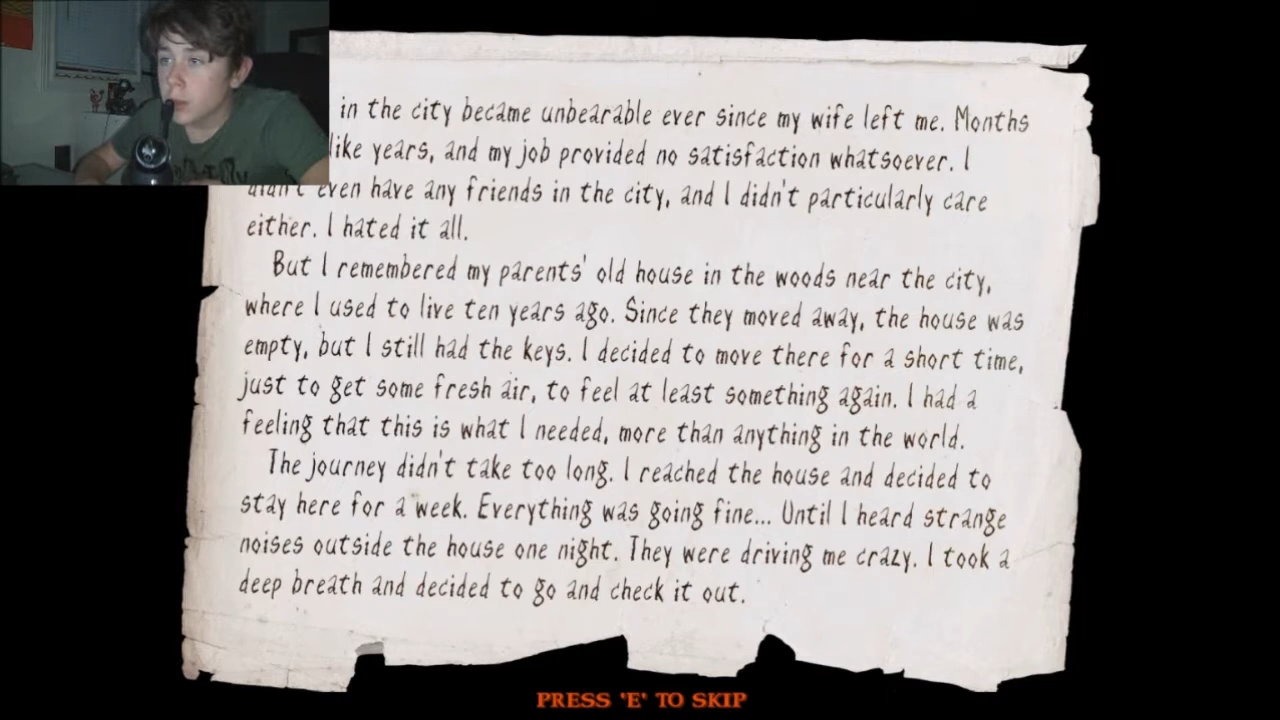 in the city became unbearable ever since my wife left me. Months
like years, and my job provided no satisfaction whatsoever. I
didn't even have any friends in the city, and I didn't particularly care
either. I hated it all.
But I remembered my parents' old house in the woods near the city,
where I used to live ten years ago. Since they moved away, the house was
empty, but I still had the keys. I decided to move there for a short time,
just to get some fresh air, to feel at least something again. I had a
feeling that this is what I needed, more than anything in the world.
The journey didn't take too long. I reached the house and decided to
stay here for a week. Everything was going fine... Until I heard strange
noises outside the house one night. They were driving me crazy. I took a
deep breath and decided to go and check it out.
PRESS 'E' TO SKIP